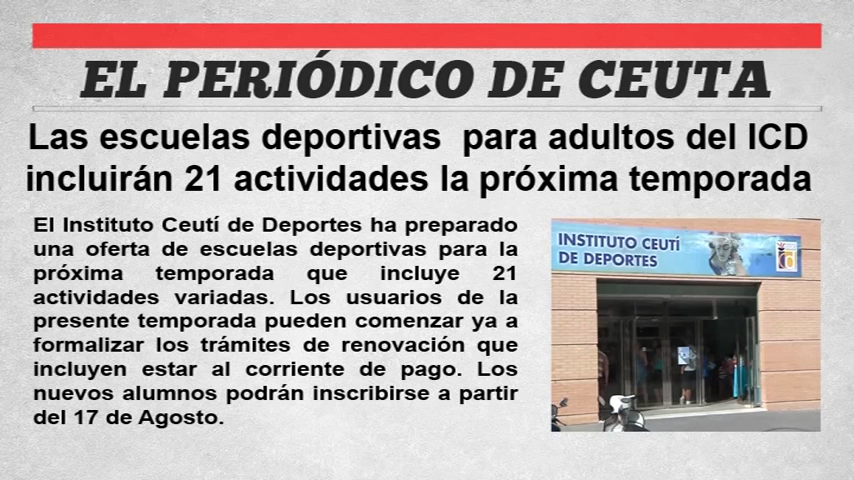 EL PERIÓDICO DE CEUTA
Las escuelas deportivas para adultos del ICD
incluirán 21 actividades la próxima temporada
El Instituto Ceutí de Deportes ha preparado
una oferta de escuelas deportivas para la
próxima temporada que incluye 21
actividades variadas. Los usuarios de la
presente temporada pueden comenzar ya a
formalizar los trámites de renovación que
incluyen estar al corriente de pago. Los
nuevos alumnos podrán inscribirse a partir
del 17 de Agosto.
INSTITUTO CEUTÍ
DE DEPORTES